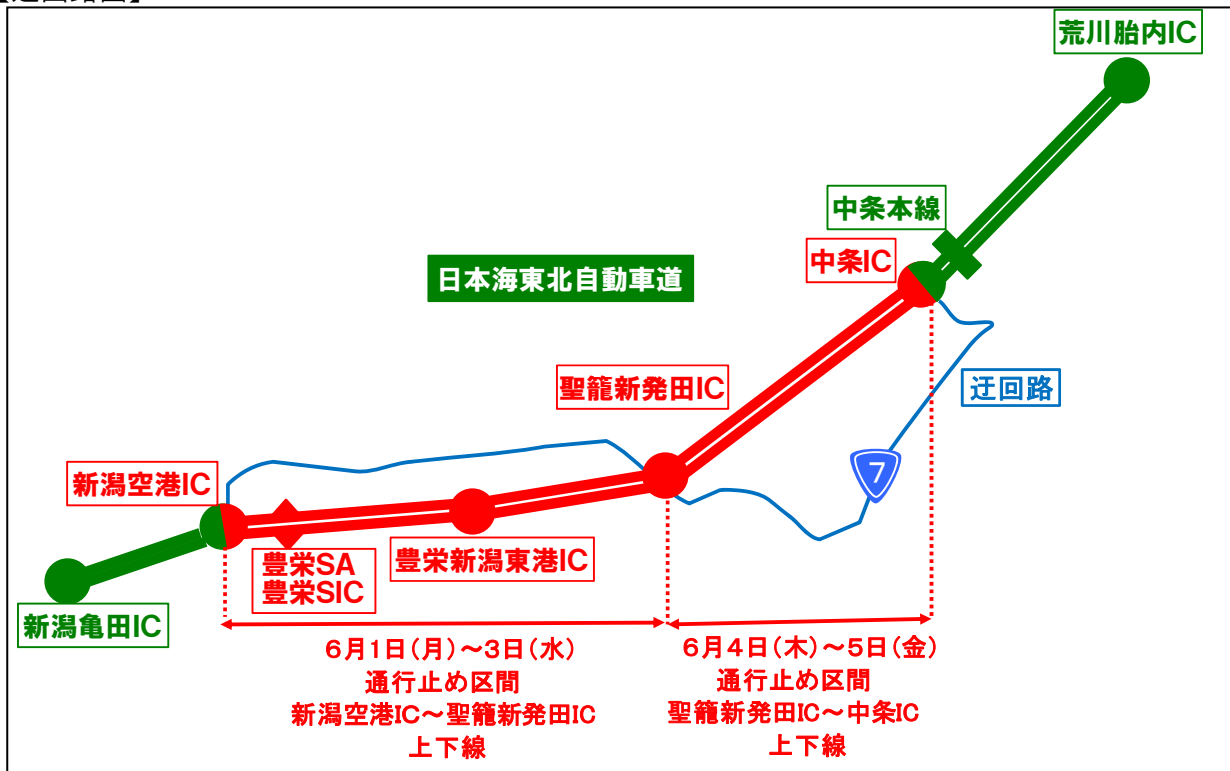 荒川胎内IC
中条本線
中条IC
日本海東北自動車道
聖籠新発田IC
迂回路
7
新潟空港IC
豊栄SA
豊栄SIC
豊栄新潟東港IC
新潟亀田IC
6月1日(月)～3日(水)
通行止め区間
新潟空港IC～聖籠新発田IC
上下線
6月4日(木)～5日(金)
通行止め区間
聖籠新発田IC～中条IC
上下線